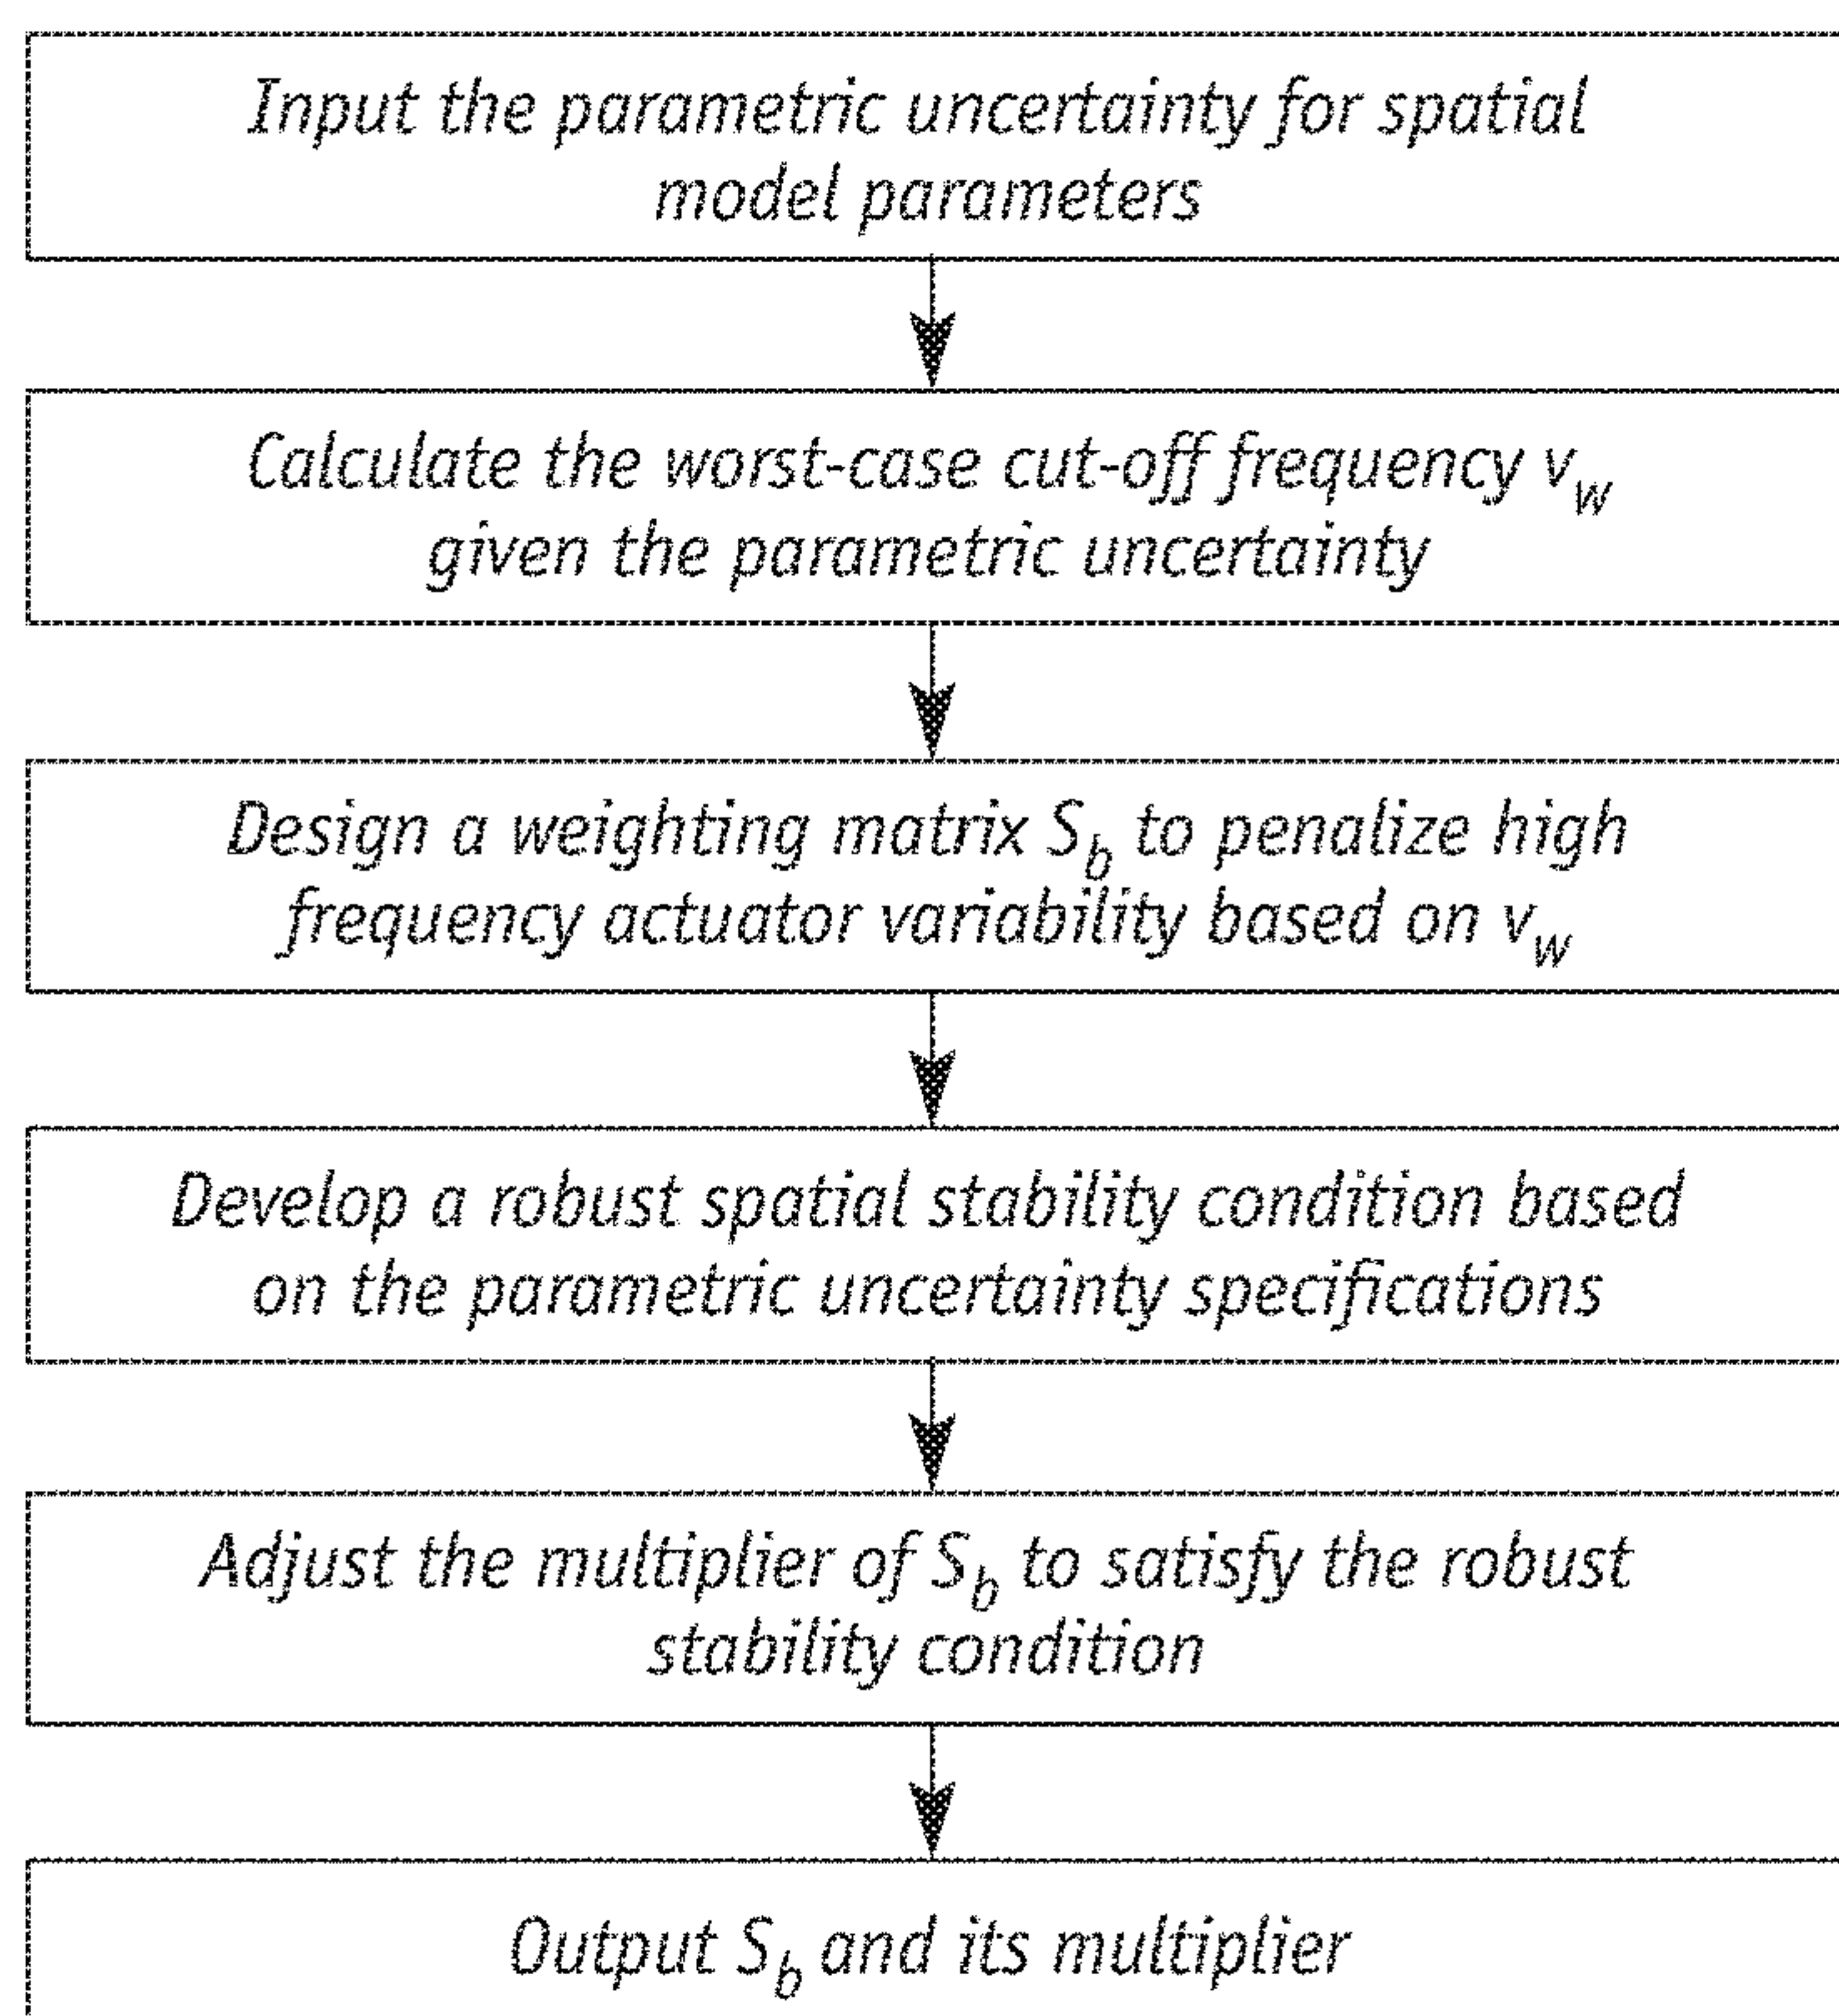 Input the parametric uncertainty for spatial
model parameters
Calculate the worst-case cut-off frequency v_w
given the parametric uncertainty
Design a weighting matrix S_b to penalize high
frequency actuator variability based on v_w
Develop a robust spatial stability condition based
on the parametric uncertainty specifications
Adjust the multiplier of S_b to satisfy the robust
stability condition
Output S_b and its multiplier